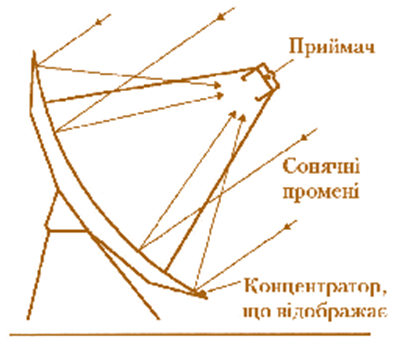 Приймач
Сонячні
промені
Концентратор,
що відображає